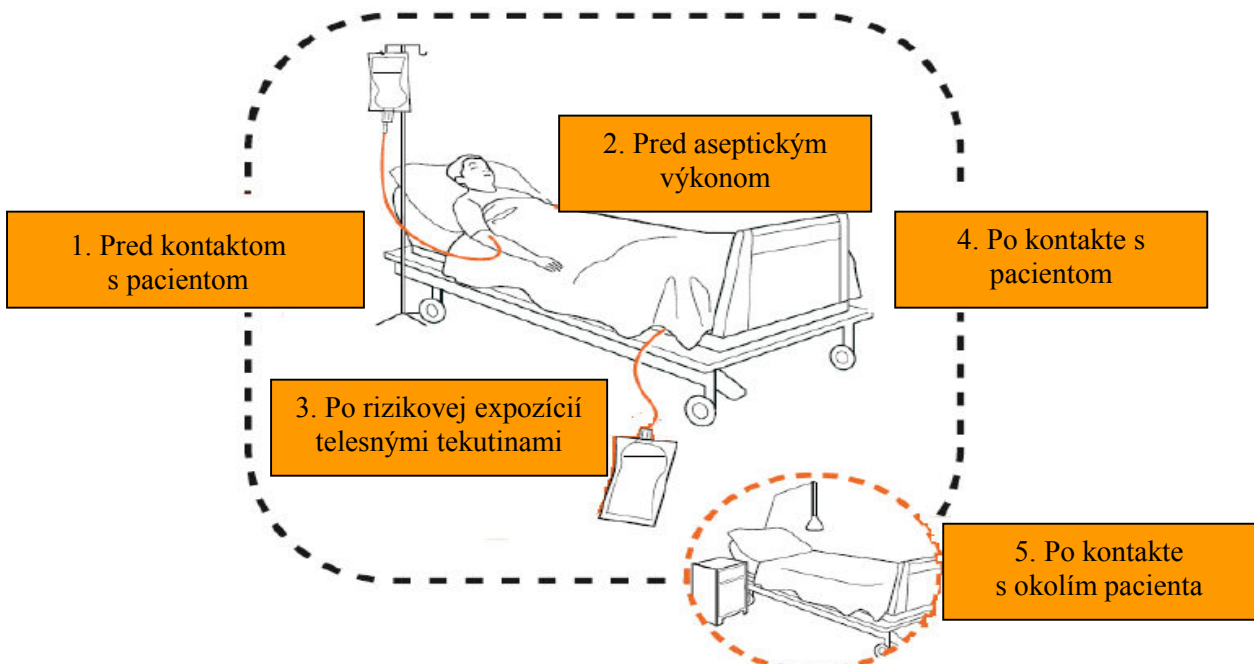 1. Pred kontaktom
s pacientom
2. Pred aseptickým
výkonom
3. Po rizikovej expozícií
telesnými tekutinami
4. Po kontakte s
pacientom
5. Po kontakte
s okolím pacienta